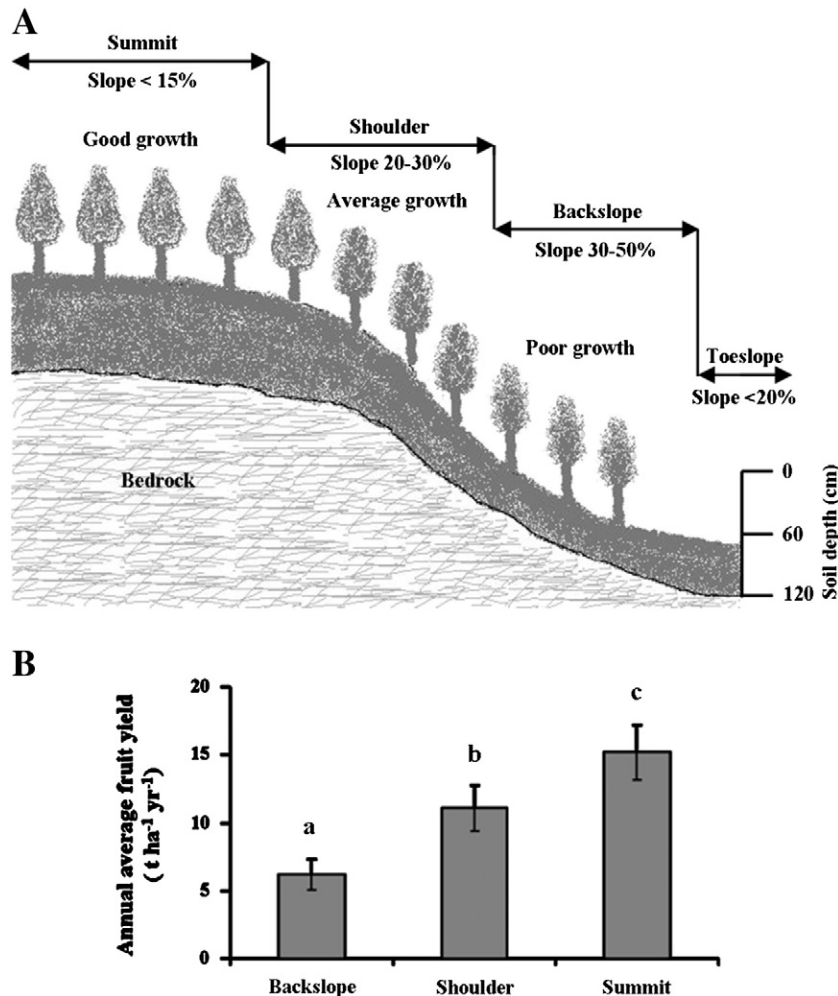 A
Summit
Slope < 15%
Good growth
Shoulder
Slope 20-30%
Average growth
Backslope
Slope 30-50%
Poor growth
Toeslope
Slope <20%
Bedrock
0
60
120
Soil depth (cm)
B
Annual average fruit yield
( t ha⁻¹ yr⁻¹)
20
15
10
5
0
a
b
c
Backslope
Shoulder
Summit